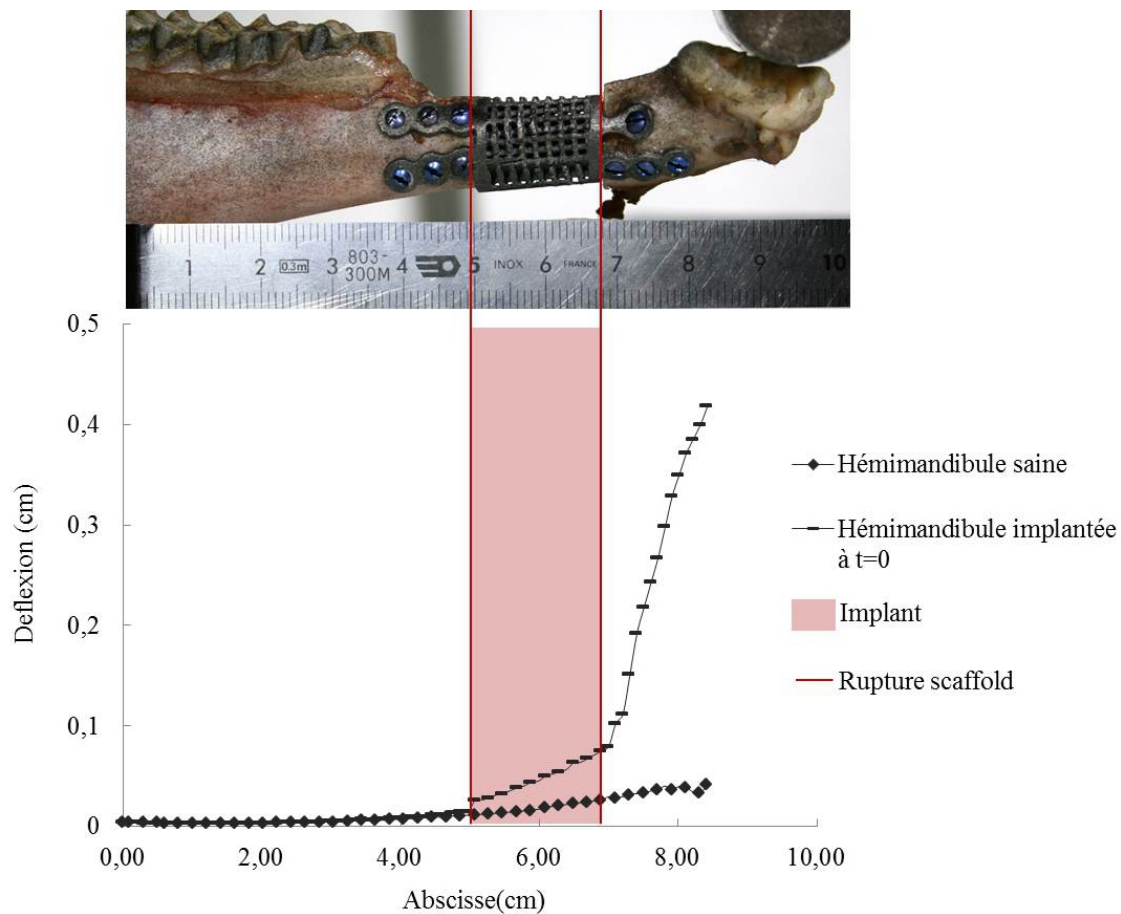 1 2 0.3m 3 803- 4 5 INOX 6 FRANCE 7 8 9 10
300M
0,5
0,4
0,3
0,2
0,1
0
Deflexion (cm)
0,00 2,00 4,00 6,00 8,00 10,00
Abscisse(cm)
Hémimandibule saine
Hémimandibule implantée
à t=0
Implant
Rupture scaffold